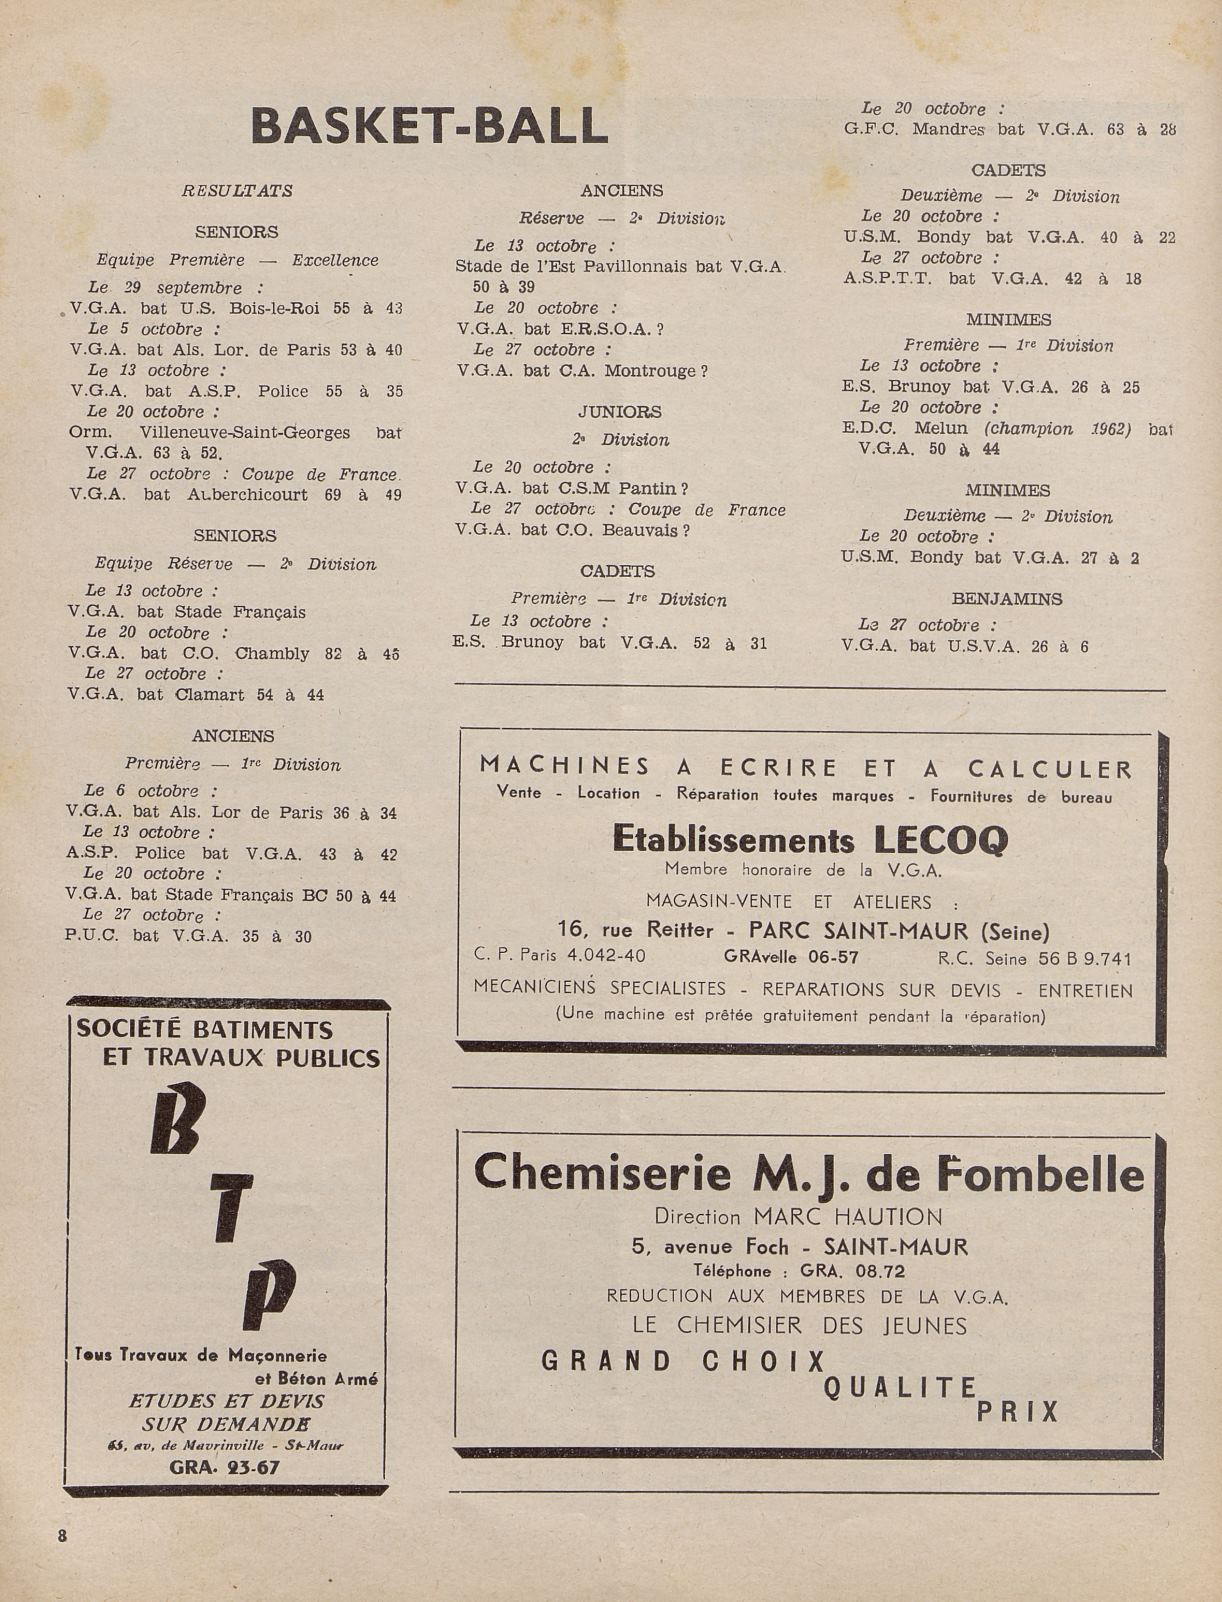 BASKET-BALL
RESULTATS
SENIORS
Equipe Première — Excellence
Le 29 septembre :
V.G.A. bat U.S. Bois-le-Roi 55 à 43
Le 5 octobre :
V.G.A. bat Als. Lor. de Paris 53 à 40
Le 13 octobre :
V.G.A. bat A.S.P. Police 55 à 35
Le 20 octobre :
Orm. Villeneuve-Saint-Georges bat
V.G.A. 63 à 52.
Le 27 octobre : Coupe de France.
V.G.A. bat Auberchicourt 69 à 49
SENIORS
Equipe Réserve — 2e Division
Le 13 octobre :
V.G.A. bat Stade Français
Le 20 octobre :
V.G.A. bat C.O. Chambly 82 à
Le 27 octobre :
V.G.A. bat Clamart 54 à 44
ANCIENS
Première — 1re Division
Le 6 octobre :
V.G.A. bat Als. Lor de Paris 36 à 34
Le 13 octobre :
A.S.P. Police bat V.G.A. 43 à 42
Le 20 octobre :
V.G.A. bat Stade Français BC 50 à 44
Le 27 octobre :
P.U.C. bat V.G.A. 35 à 30
ANCIENS
Réserve — 2e Division
Le 13 octobre :
Stade de l'Est Pavillonnais bat V.G.A.
50 à 39
Le 20 octobre :
V.G.A. bat E.R.S.O.A. ?
Le 27 octobre :
V.G.A. bat C.A. Montrouge ?
JUNIORS
2e Division
Le 20 octobre :
V.G.A. bat C.S.M Pantin ?
Le 27 octobre : Coupe de France
V.G.A. bat C.O. Beauvais ?
CADETS
Première — 1re Division
Le 13 octobre :
E.S. Brunoy bat V.G.A. 52 à 31
Le 20 octobre :
G.F.C. Mandres bat V.G.A. 63 à 28
CADETS
Deuxième — 2e Division
Le 20 octobre :
U.S.M. Bondy bat V.G.A. 40 à 22
Le 27 octobre :
A.S.P.T.T. bat V.G.A. 42 à 18
MINIMES
Première — 1re Division
Le 13 octobre :
E.S. Brunoy bat V.G.A. 26 à 25
Le 20 octobre :
E.D.C. Melun (champion 1962) bat
V.G.A. 50 à 44
MINIMES
Deuxième — 2e Division
Le 20 octobre :
U.S.M. Bondy bat V.G.A. 27 à 2
BENJAMINS
Le 27 octobre :
V.G.A. bat U.S.V.A. 26 à 6
SOCIÉTÉ BATIMENTS
ET TRAVAUX PUBLICS
B
T
P
Tous Travaux de Maçonnerie
et Béton Armé
ETUDES ET DEVIS
SUR DEMANDE
av. de Mavrinville - St-Maur
GRA. 23-67
MACHINES A ECRIRE ET A CALCULER
Vente - Location - Réparation toutes marques - Fournitures de bureau
Etablissements LECOQ
Membre honoraire de la V.G.A.
MAGASIN-VENTE ET ATELIERS :
16, rue Reitter - PARC SAINT-MAUR (Seine)
C. P. Paris 4.042-40 GRAvelle 06-57 R.C. Seine 56 B 9.741
MECANICIENS SPECIALISTES - REPARATIONS SUR DEVIS - ENTRETIEN
(Une machine est prêtée gratuitement pendant la réparation)
Chemiserie M. J. de Fombelle
Direction MARC HAUTION
5, avenue Foch - SAINT-MAUR
Téléphone : GRA. 08.72
REDUCTION AUX MEMBRES DE LA V.G.A.
LE CHEMISIER DES JEUNES
GRAND CHOIX
QUALITE
PRIX
8